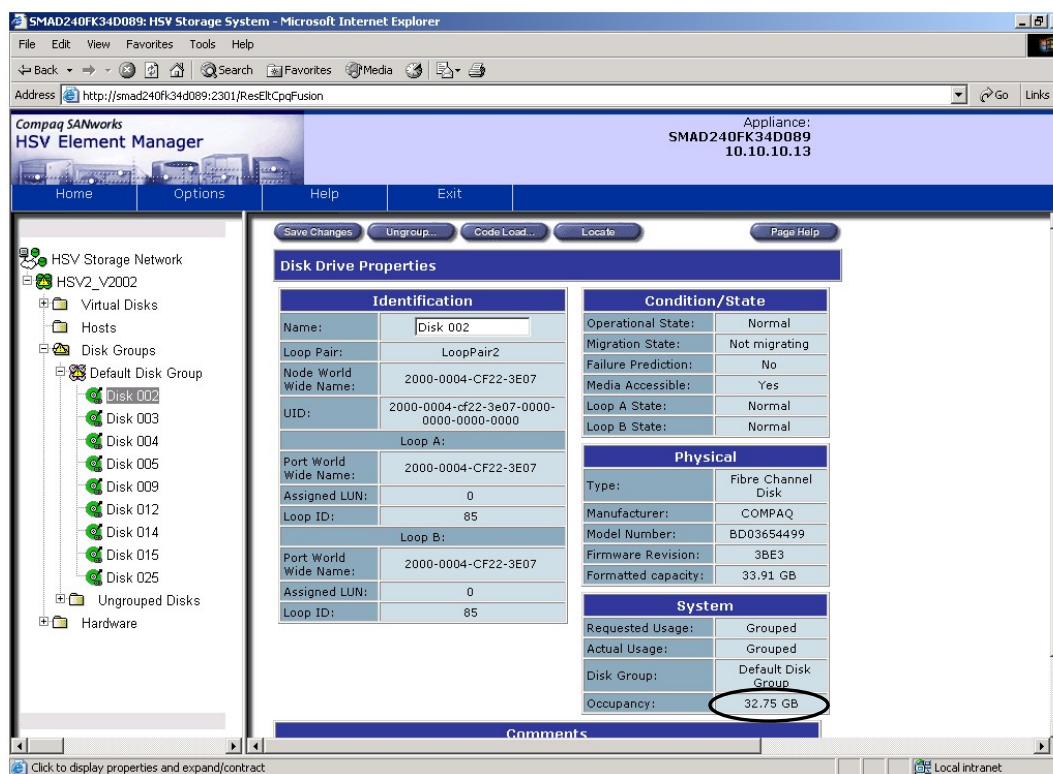 SMAD240FK34D089: HSV Storage System - Microsoft Internet Explorer
File Edit View Favorites Tools Help
Back Search Favorites Media
Address http://smad240fk34d089:2301/ResEltCpqFusion Go Links
Compaq SANworks
HSV Element Manager
Appliance:
SMAD240FK34D089
10.10.10.13
Home Options Help Exit
HSV Storage Network
HSV2_V2002
Virtual Disks
Hosts
Disk Groups
Default Disk Group
Disk 002
Disk 003
Disk 004
Disk 005
Disk 009
Disk 012
Disk 014
Disk 015
Disk 025
Ungrouped Disks
Hardware
Save Changes Ungroup... Code Load... Locate Page Help
Disk Drive Properties
Identification
Name: Disk 002
Loop Pair: LoopPair2
Node World
Wide Name: 2000-0004-CF22-3E07
UID: 2000-0004-cf22-3e07-0000-
0000-0000-0000
Loop A:
Port World
Wide Name: 2000-0004-CF22-3E07
Assigned LUN: 0
Loop ID: 85
Loop B:
Port World
Wide Name: 2000-0004-CF22-3E07
Assigned LUN: 0
Loop ID: 85
Condition/State
Operational State: Normal
Migration State: Not migrating
Failure Prediction: No
Media Accessible: Yes
Loop A State: Normal
Loop B State: Normal
Physical
Type: Fibre Channel
Disk
Manufacturer: COMPAQ
Model Number: BD03654499
Firmware Revision: 3BE3
Formatted capacity: 33.91 GB
System
Requested Usage: Grouped
Actual Usage: Grouped
Disk Group: Default Disk
Group
Occupancy: 32.75 GB
Comments
Click to display properties and expand/contract Local intranet